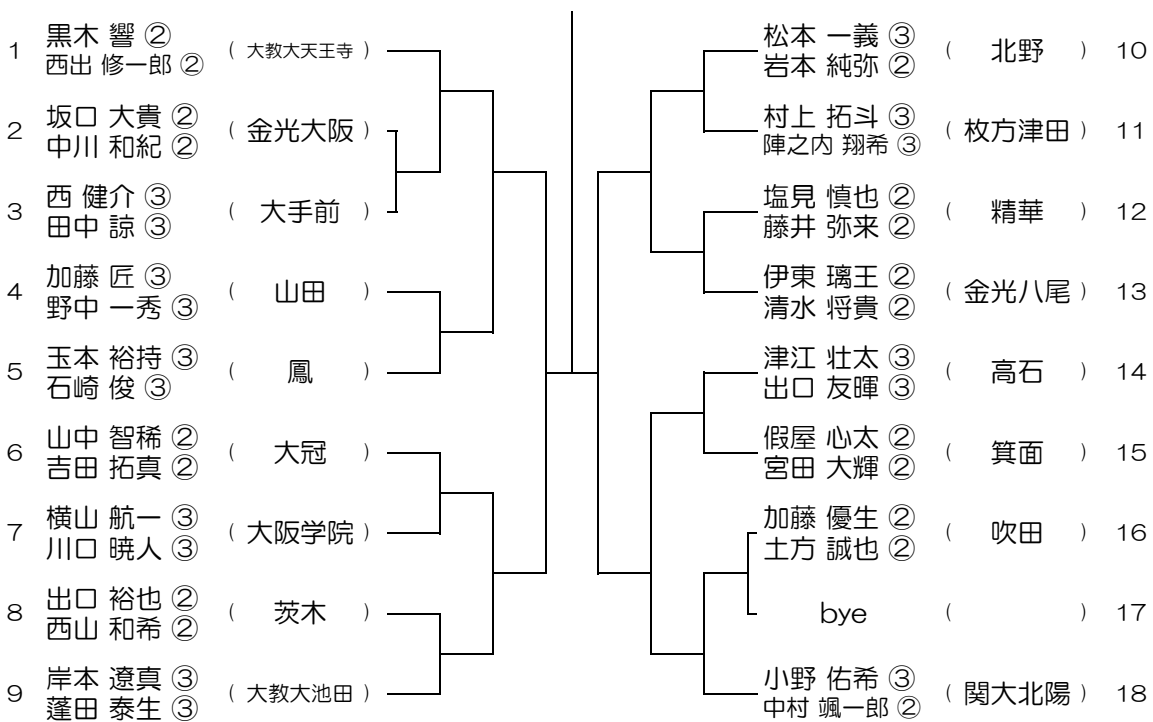 1 黒木 響 ② ( 大教大天王寺 )
西出 修一郎 ②
2 坂口 大貴 ② ( 金光大阪 )
中川 和紀 ②
3 西 健介 ③ ( 大手前 )
田中 諒 ③
4 加藤 匠 ③ ( 山田 )
野中 一秀 ③
5 玉本 裕持 ③ ( 鳳 )
石崎 俊 ③
6 山中 智稀 ② ( 大冠 )
吉田 拓真 ②
7 横山 航一 ③ ( 大阪学院 )
川口 暁人 ③
8 出口 裕也 ② ( 茨木 )
西山 和希 ②
9 岸本 遼真 ③ ( 大教大池田 )
蓬田 泰生 ③
松本 一義 ③ ( 北野 ) 10
岩本 純弥 ②
村上 拓斗 ③ ( 枚方津田 ) 11
陣之内 翔希 ③
塩見 慎也 ② ( 精華 ) 12
藤井 弥来 ②
伊東 璃王 ② ( 金光八尾 ) 13
清水 将貴 ②
津江 壮太 ③ ( 高石 ) 14
出口 友暉 ③
假屋 心太 ② ( 箕面 ) 15
宮田 大輝 ②
加藤 優生 ② ( 吹田 ) 16
土方 誠也 ②
bye ( ) 17
小野 佑希 ③ ( 関大北陽 ) 18
中村 颯一郎 ②